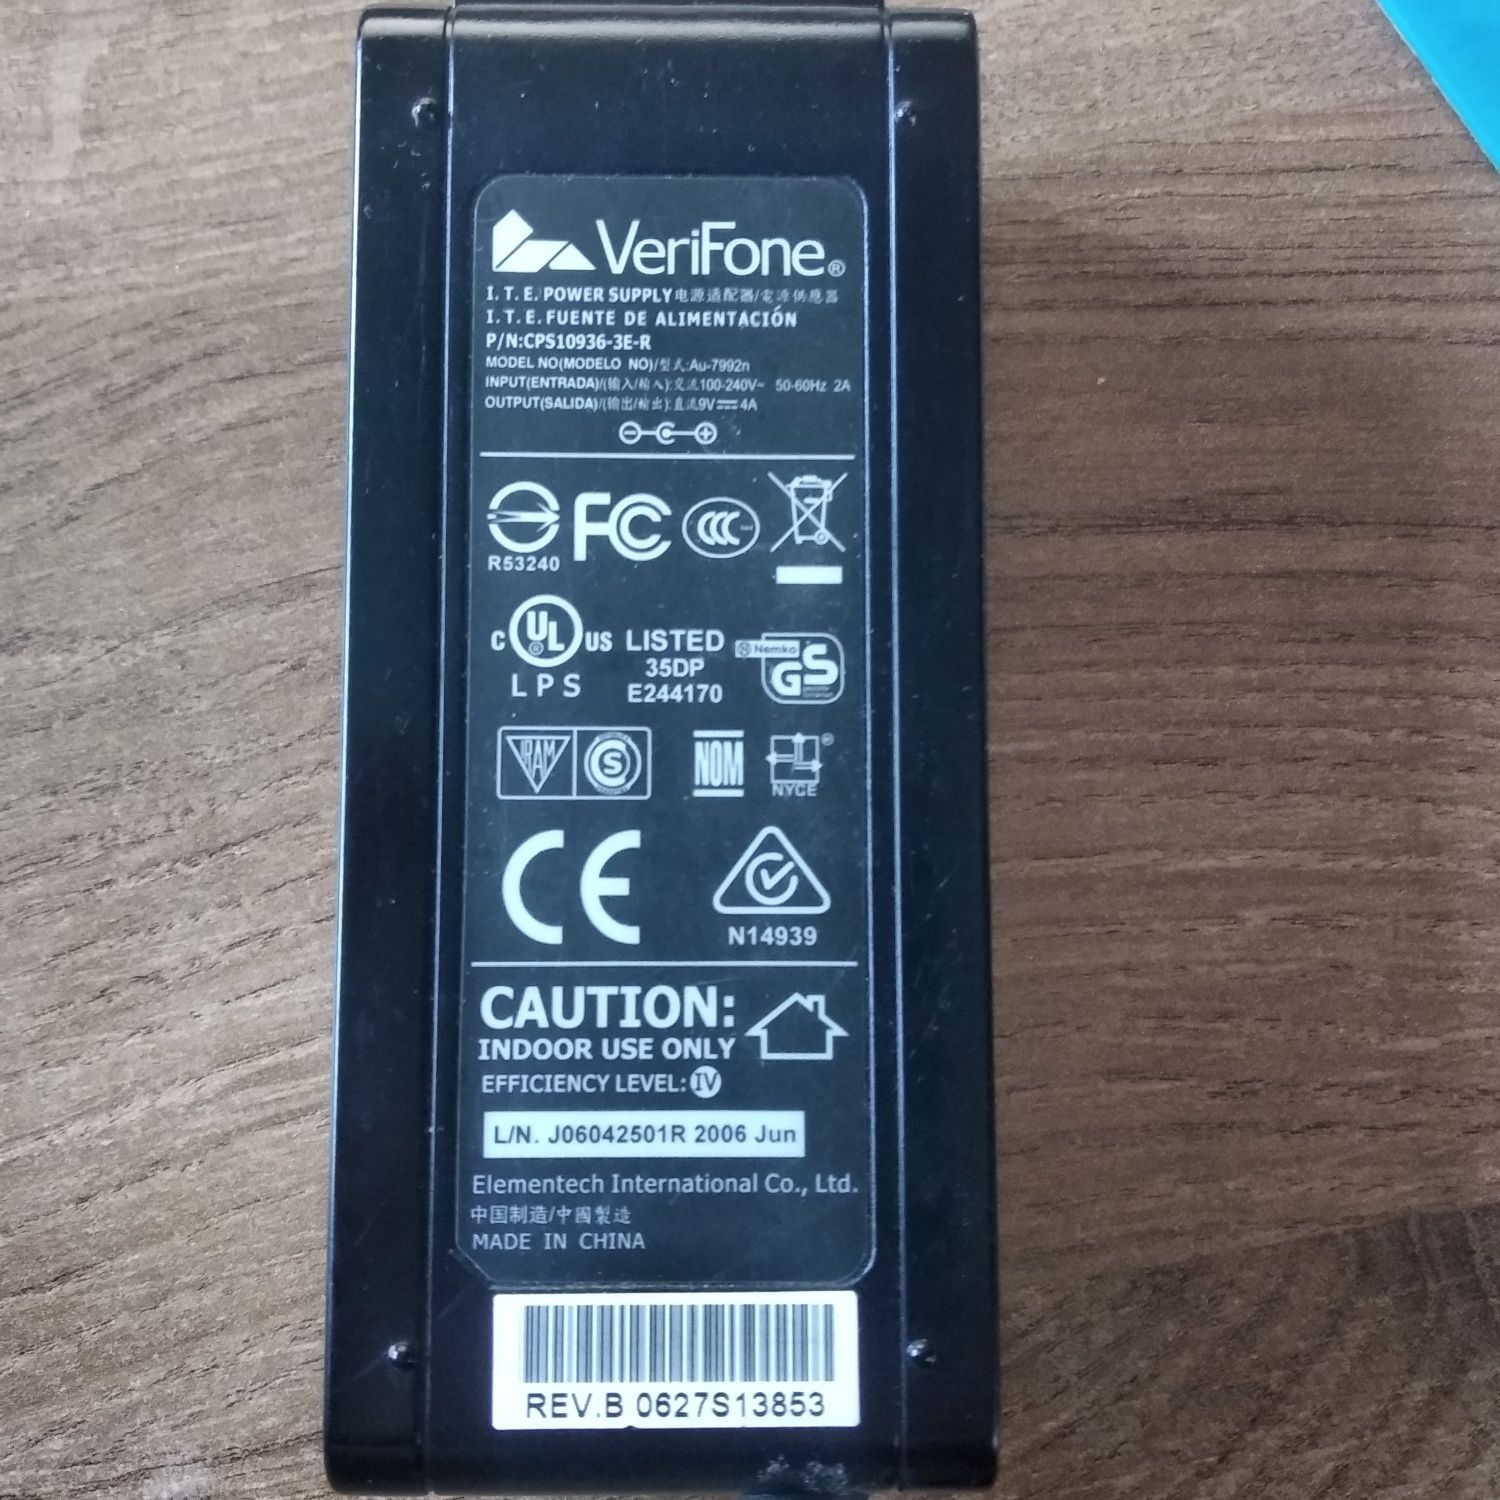 VeriFone®
I.T.E. POWER SUPPLY 电源适配器/電源供應器
I.T.E. FUENTE DE ALIMENTACIÓN
P/N:CPS10936-3E-R
MODEL NO(MODELO NO)/型式:Au-7992n
INPUT(ENTRADA)/(输入/輸入):交流100-240V~ 50-60Hz 2A
OUTPUT(SALIDA)/(输出/輸出):直流9V⎓4A
FC CCC
R53240
C UL® US LISTED Nemko
35DP GS
LPS E244170
IRAM S NOM
NYCE
CE
N14939
CAUTION:
INDOOR USE ONLY
EFFICIENCY LEVEL: IV
L/N. J06042501R 2006 Jun
Elementech International Co., Ltd.
中国制造/中國製造
MADE IN CHINA
REV.B 0627S13853